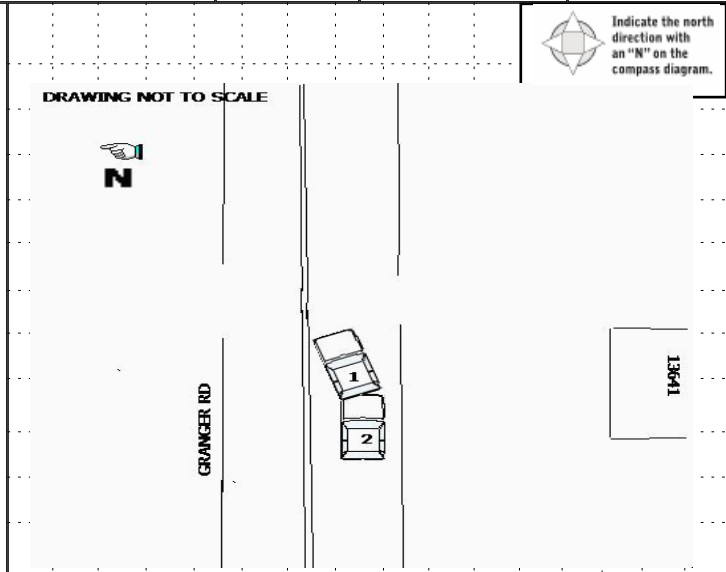 Indicate the north
direction with
an “N” on the
compass diagram.
DRAWING NOT TO SCALE
N
1
13641
GRANGER RD
2